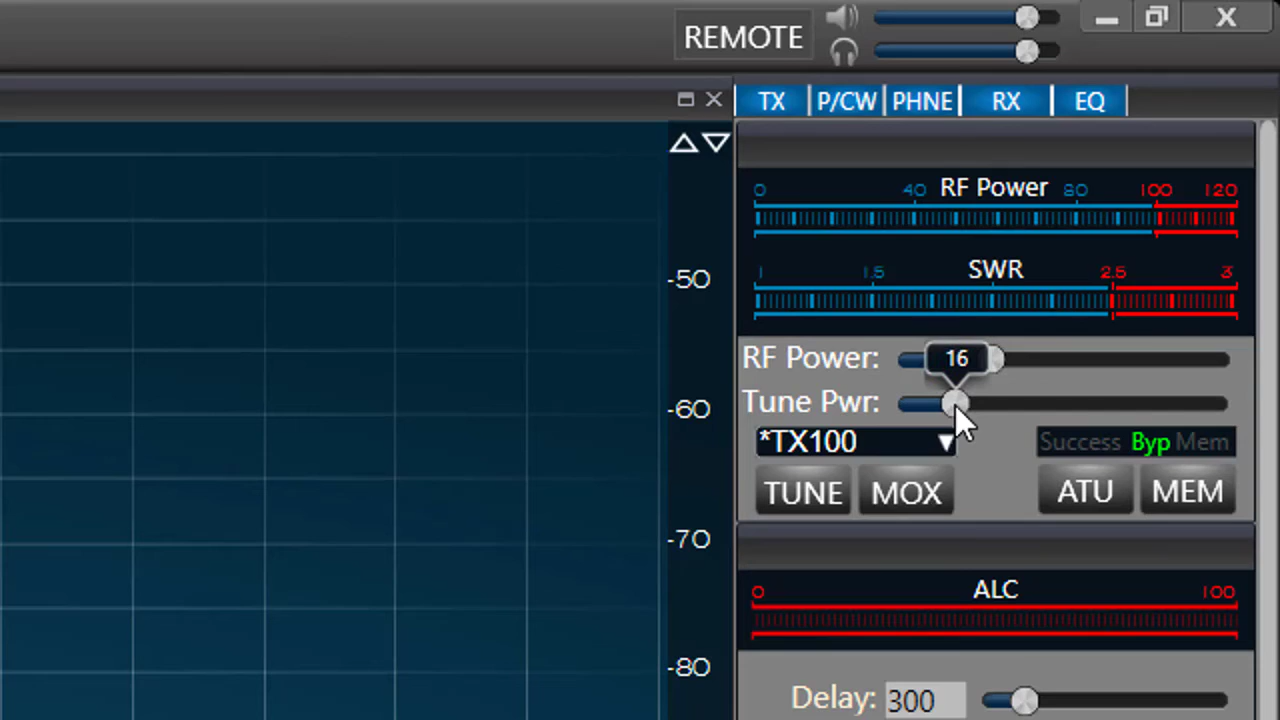 REMOTE
TX P/CW PHNE RX EQ
RF Power
0 40 80 100 120
SWR
1 1.5 2.5 3
-50
RF Power: 16
Tune Pwr:
-60
*TX100 Success Byp Mem
TUNE MOX ATU MEM
-70
ALC
0 100
-80
Delay: 300